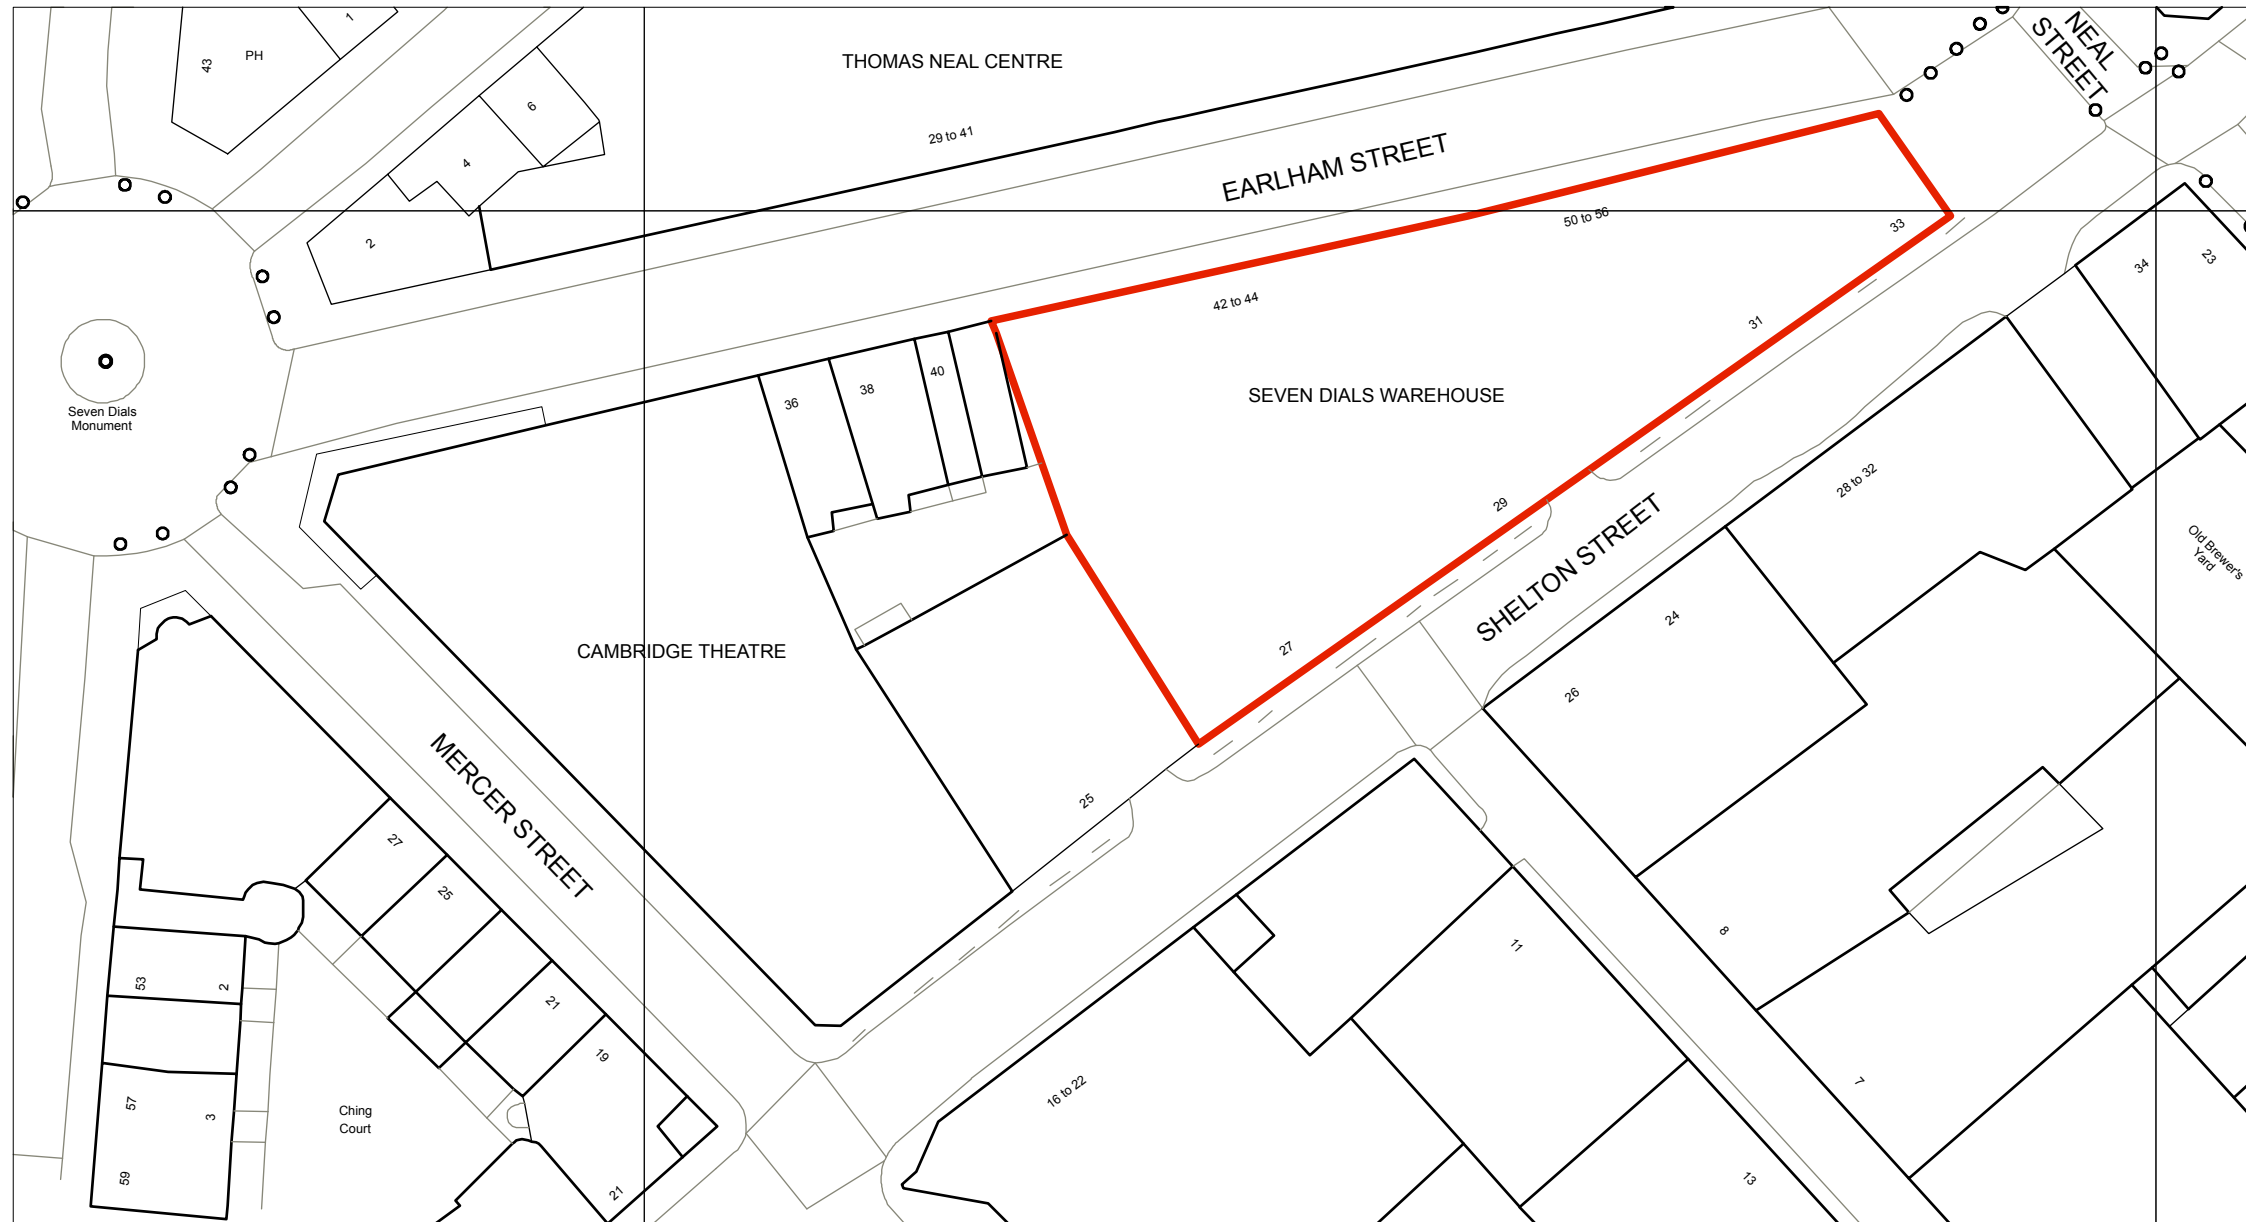 1
PH
43
THOMAS NEAL CENTRE
NEAL
STREET
6
4
29 to 41
EARLHAM STREET
2
50 to 56
33
34
23
42 to 44
31
Seven Dials
Monument
36
38
40
SEVEN DIALS WAREHOUSE
28 to 32
29
SHELTON STREET
Old Brewer's
Yard
24
27
26
CAMBRIDGE THEATRE
MERCER STREET
25
27
25
8
11
53
2
21
19
7
16 to 22
57
3
Ching
Court
59
21
13